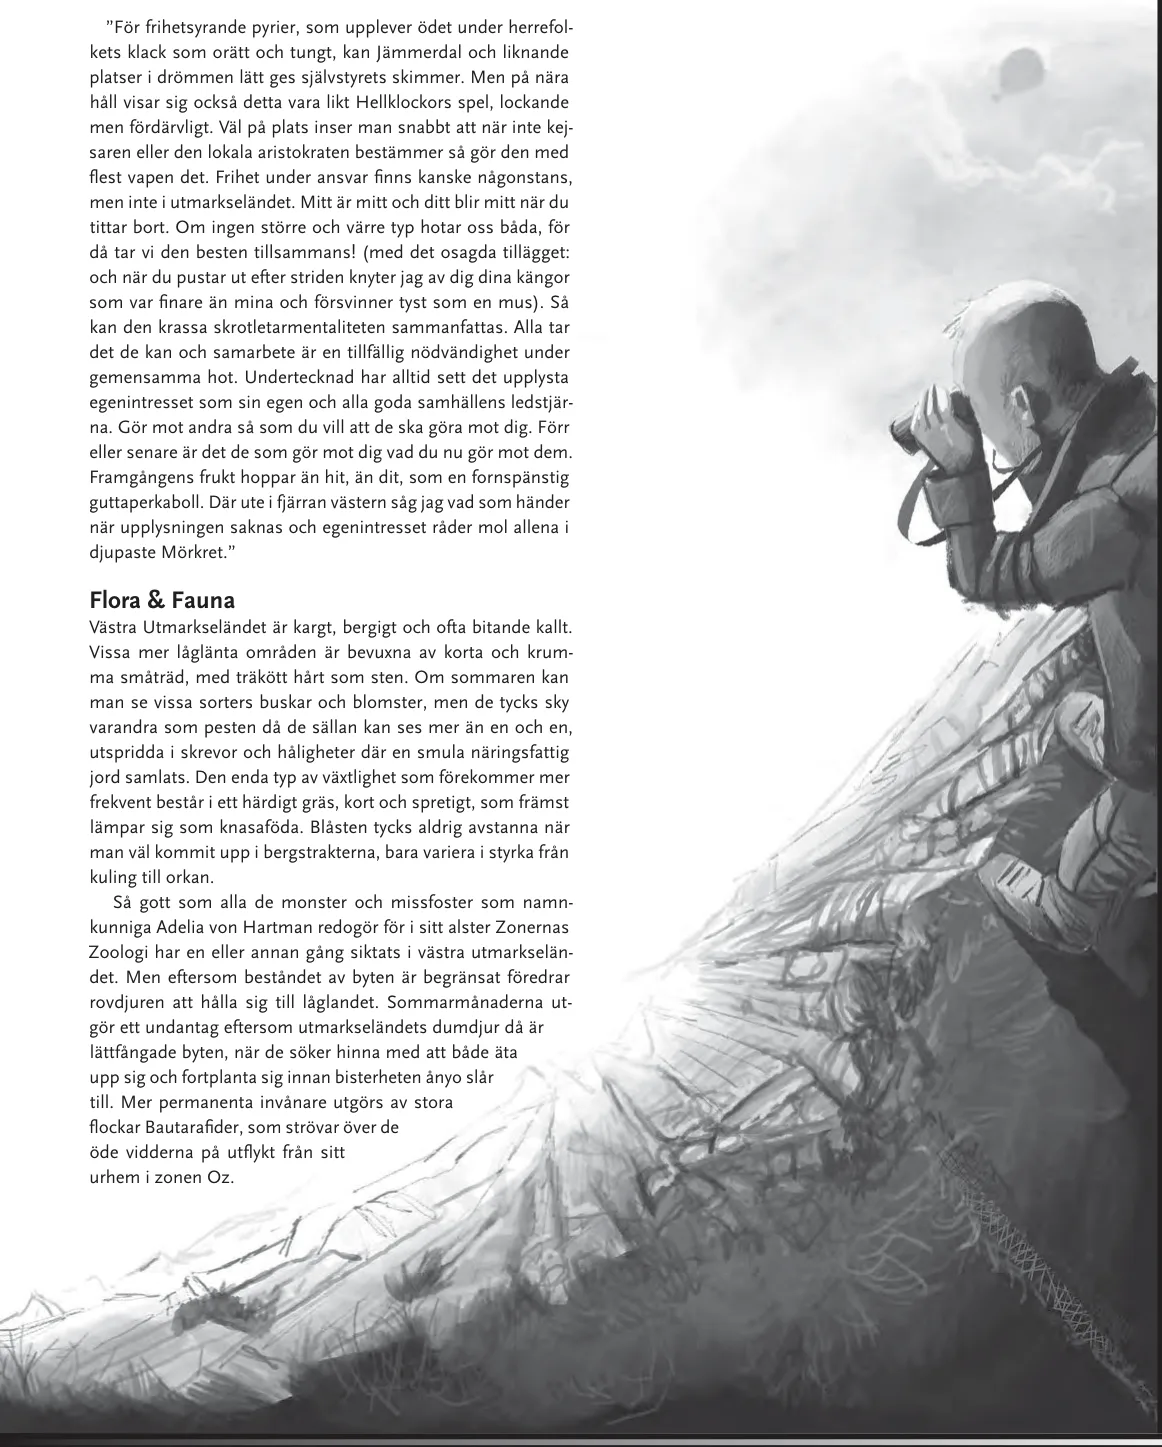 ”För frihetsyrande pyrier, som upplever ödet under herrefol-
kets klack som orätt och tungt, kan Jämmerdal och liknande
platser i drömmen lätt ges självstyrets skimmer. Men på nära
håll visar sig också detta vara likt Hellklockors spel, lockande
men fördärvligt. Väl på plats inser man snabbt att när inte kej-
saren eller den lokala aristokraten bestämmer så gör den med
flest vapen det. Frihet under ansvar finns kanske någonstans,
men inte i utmarkseländet. Mitt är mitt och ditt blir mitt när du
tittar bort. Om ingen större och värre typ hotar oss båda, för
då tar vi den besten tillsammans! (med det osagda tillägget:
och när du pustar ut efter striden knyter jag av dig dina kängor
som var finare än mina och försvinner tyst som en mus). Så
kan den krassa skrotletarmentaliteten sammanfattas. Alla tar
det de kan och samarbete är en tillfällig nödvändighet under
gemensamma hot. Undertecknad har alltid sett det upplysta
egenintresset som sin egen och alla goda samhällens ledstjär-
na. Gör mot andra så som du vill att de ska göra mot dig. Förr
eller senare är det de som gör mot dig vad du nu gör mot dem.
Framgångens frukt hoppar än hit, än dit, som en fornspänstig
guttaperkaboll. Där ute i fjärran västern såg jag vad som händer
när upplysningen saknas och egenintresset råder mol allena i
djupaste Mörkret.”
Flora & Fauna
Västra Utmarkseländet är kargt, bergigt och ofta bitande kallt.
Vissa mer låglänta områden är bevuxna av korta och krum-
ma småträd, med träkött hårt som sten. Om sommaren kan
man se vissa sorters buskar och blomster, men de tycks sky
varandra som pesten då de sällan kan ses mer än en och en,
utspridda i skrevor och håligheter där en smula näringsfattig
jord samlats. Den enda typ av växtlighet som förekommer mer
frekvent består i ett härdigt gräs, kort och spretigt, som främst
lämpar sig som knasaföda. Blåsten tycks aldrig avstanna när
man väl kommit upp i bergstrakterna, bara variera i styrka från
kuling till orkan.
Så gott som alla de monster och missfoster som namn-
kunniga Adelia von Hartman redogör för i sitt alster Zonernas
Zoologi har en eller annan gång siktats i västra utmarkselän-
det. Men eftersom beståndet av byten är begränsat föredrar
rovdjuren att hålla sig till låglandet. Sommarmånaderna ut-
gör ett undantag eftersom utmarkseländets dumdjur då är
lättfångade byten, när de söker hinna med att både äta
upp sig och fortplanta sig innan bisterheten ånyo slår
till. Mer permanenta invånare utgörs av stora
flockar Bautarafider, som strövar över de
öde vidderna på utflykt från sitt
urhem i zonen Oz.